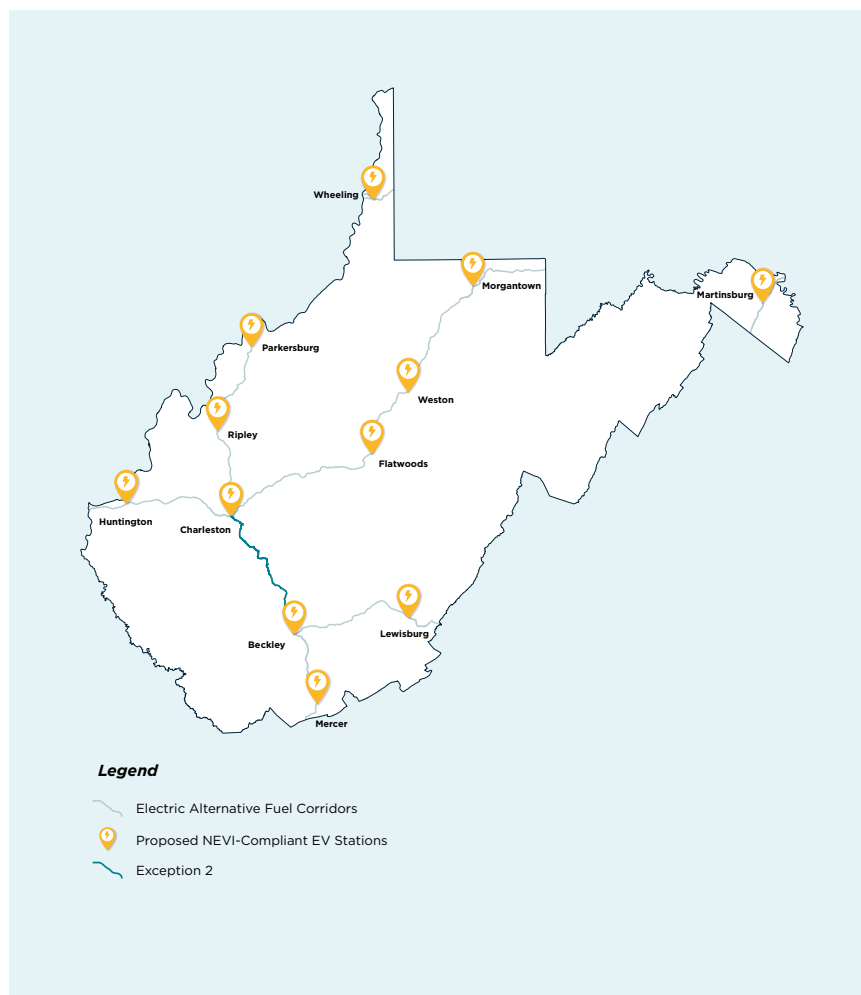 Wheeling
Morgantown
Martinsburg
Parkersburg
Weston
Ripley
Flatwoods
Huntington
Charleston
Lewisburg
Beckley
Mercer
Legend
Electric Alternative Fuel Corridors
Proposed NEVI-Compliant EV Stations
Exception 2